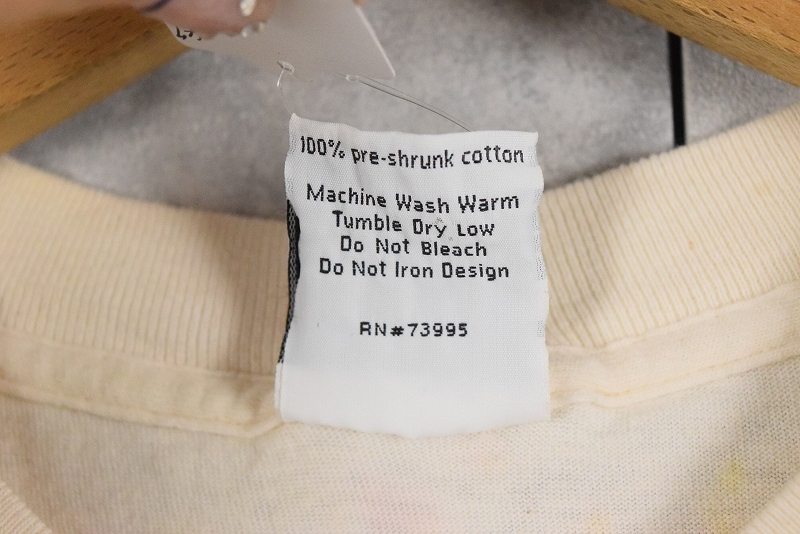 100% pre-shrunk cotton
Machine Wash Warm
Tumble Dry Low
Do Not Bleach
Do Not Iron Design
RN#73995